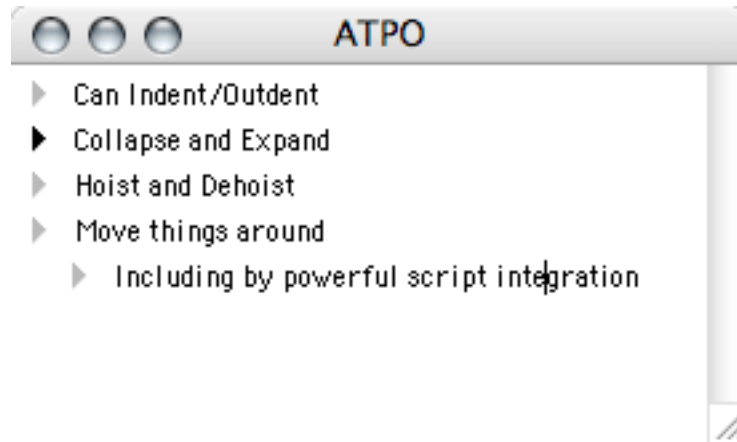 ATPO
Can Indent/Outdent
Collapse and Expand
Hoist and Dehoist
Move things around
Including by powerful script integration